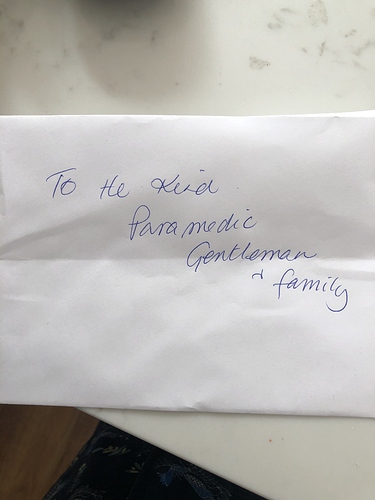 To the Kind
Paramedic
Gentleman
& family